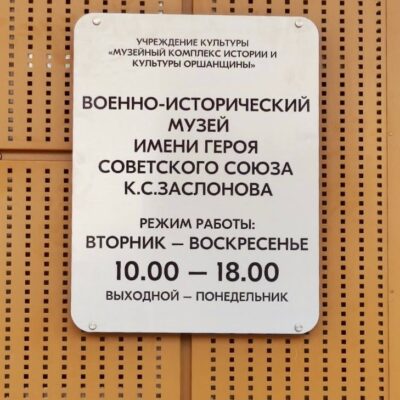 УЧРЕЖДЕНИЕ КУЛЬТУРЫ
«МУЗЕЙНЫЙ КОМПЛЕКС ИСТОРИИ И
КУЛЬТУРЫ ОРШАНЩИНЫ»
ВОЕННО-ИСТОРИЧЕСКИЙ
МУЗЕЙ
ИМЕНИ ГЕРОЯ
СОВЕТСКОГО СОЮЗА
К.С.ЗАСЛОНОВА
РЕЖИМ РАБОТЫ:
ВТОРНИК — ВОСКРЕСЕНЬЕ
10.00 — 18.00
ВЫХОДНОЙ — ПОНЕДЕЛЬНИК